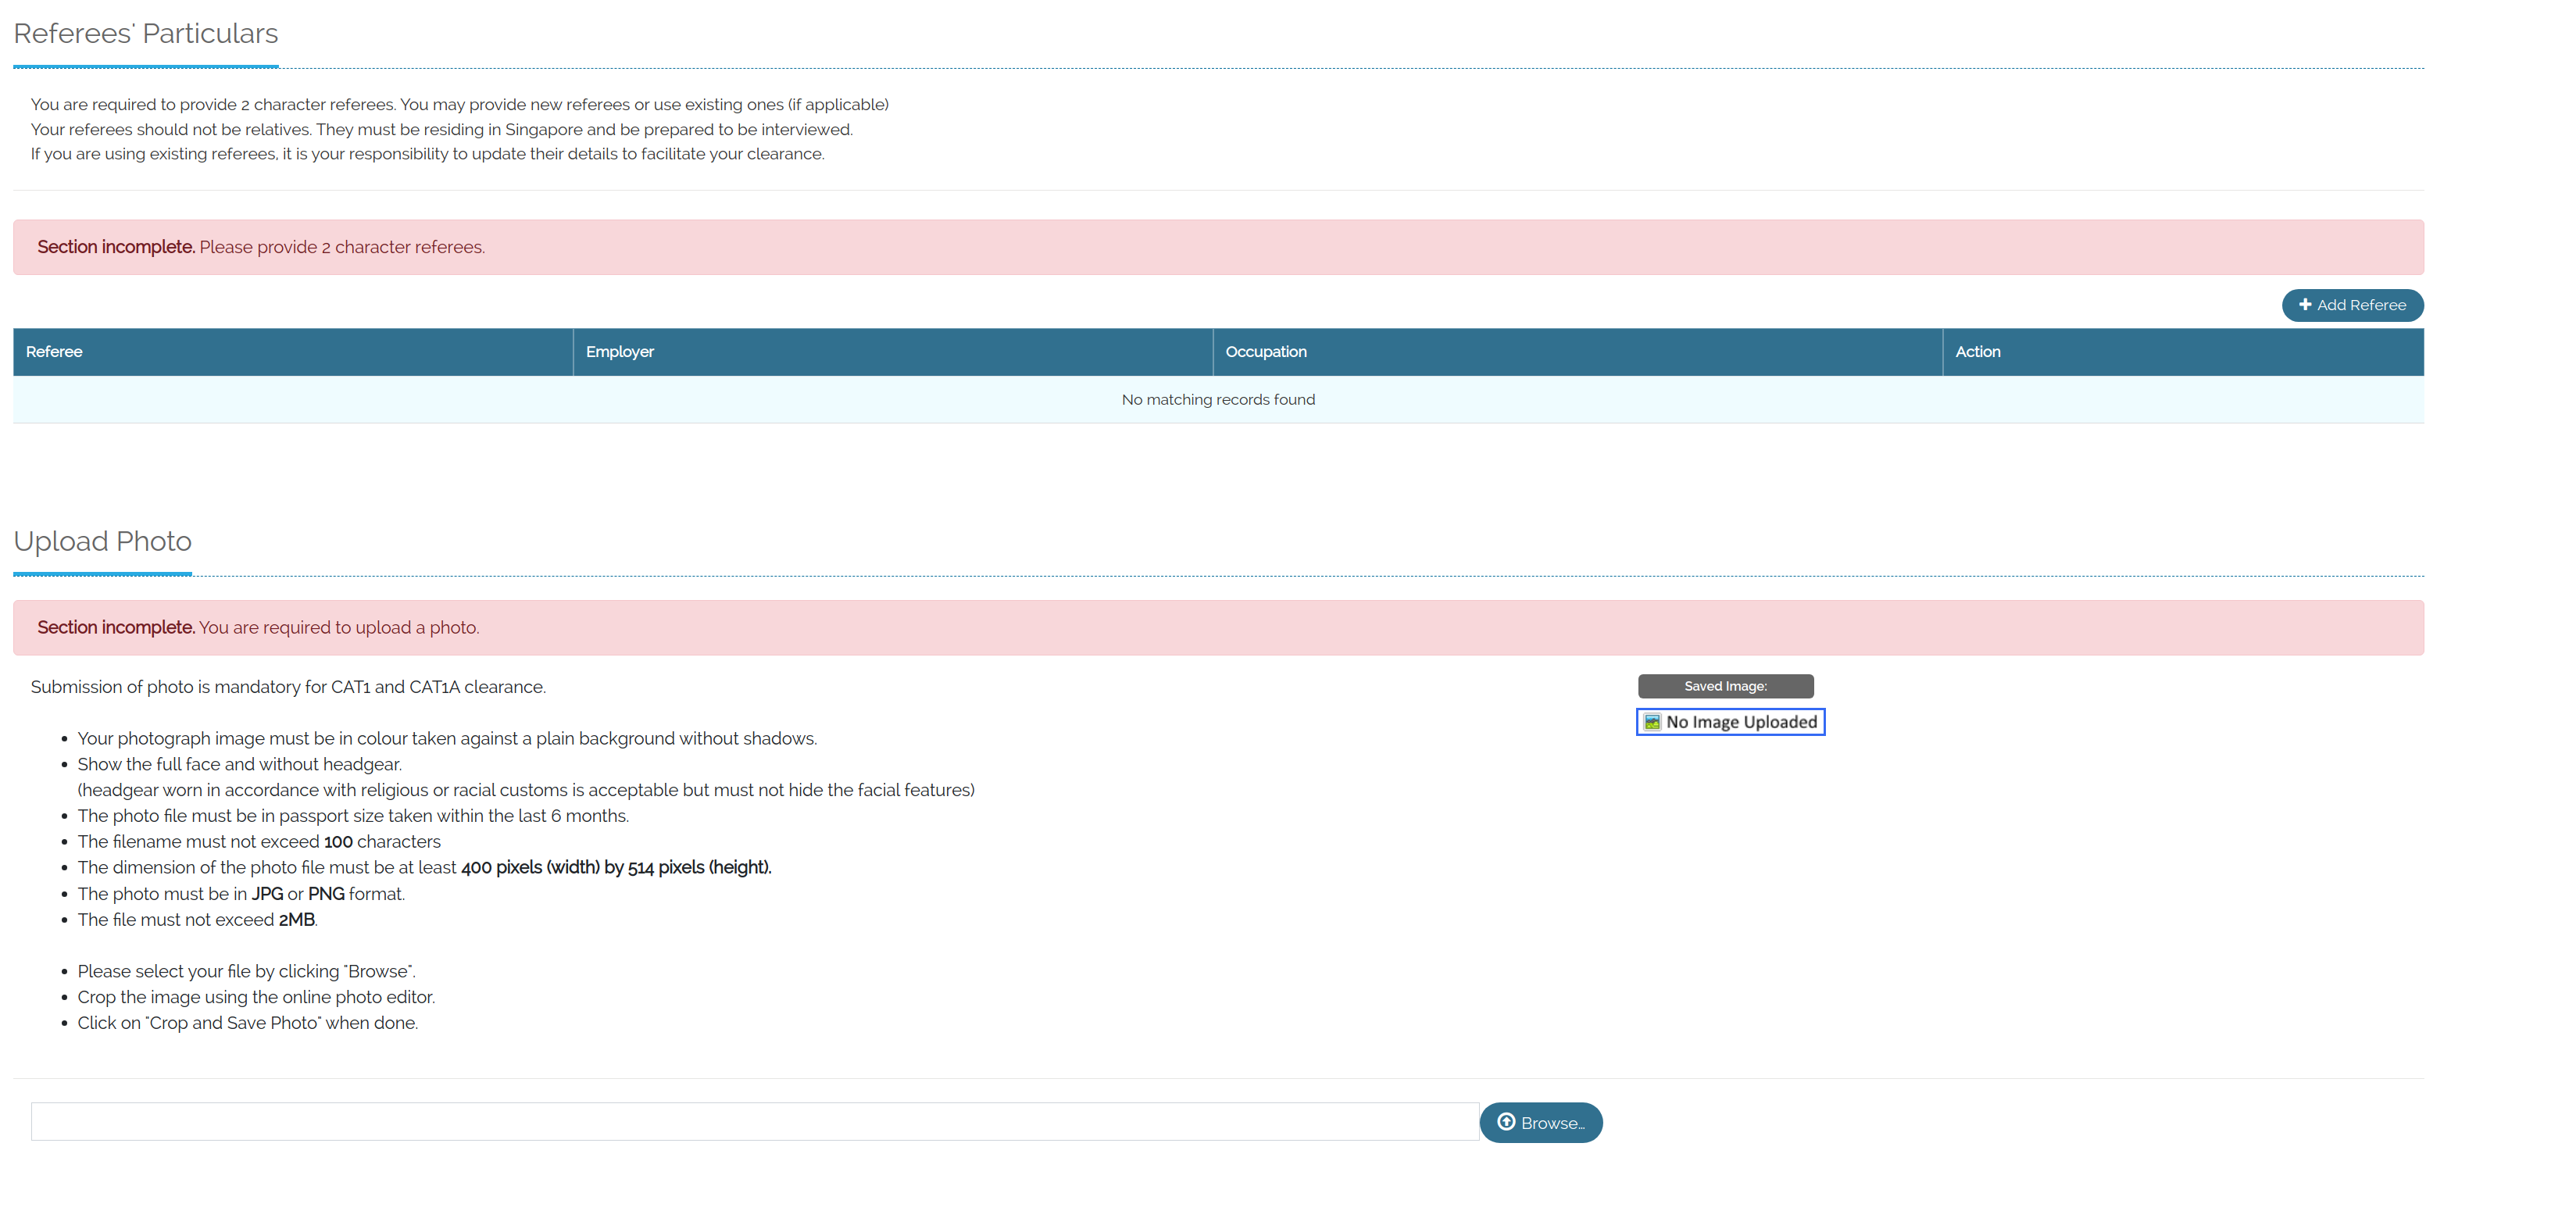 Referees' Particulars
You are required to provide 2 character referees. You may provide new referees or use existing ones (if applicable)
Your referees should not be relatives. They must be residing in Singapore and be prepared to be interviewed.
If you are using existing referees, it is your responsibility to update their details to facilitate your clearance.
Section incomplete. Please provide 2 character referees.
Add Referee
Referee Employer Occupation Action
No matching records found
Upload Photo
Section incomplete. You are required to upload a photo.
Submission of photo is mandatory for CAT1 and CAT1A clearance.
Saved Image:
No Image Uploaded
• Your photograph image must be in colour taken against a plain background without shadows.
• Show the full face and without headgear.
(headgear worn in accordance with religious or racial customs is acceptable but must not hide the facial features)
• The photo file must be in passport size taken within the last 6 months.
• The filename must not exceed 100 characters
• The dimension of the photo file must be at least 400 pixels (width) by 514 pixels (height).
• The photo must be in JPG or PNG format.
• The file must not exceed 2MB.
• Please select your file by clicking "Browse".
• Crop the image using the online photo editor.
• Click on "Crop and Save Photo" when done.
Browse…